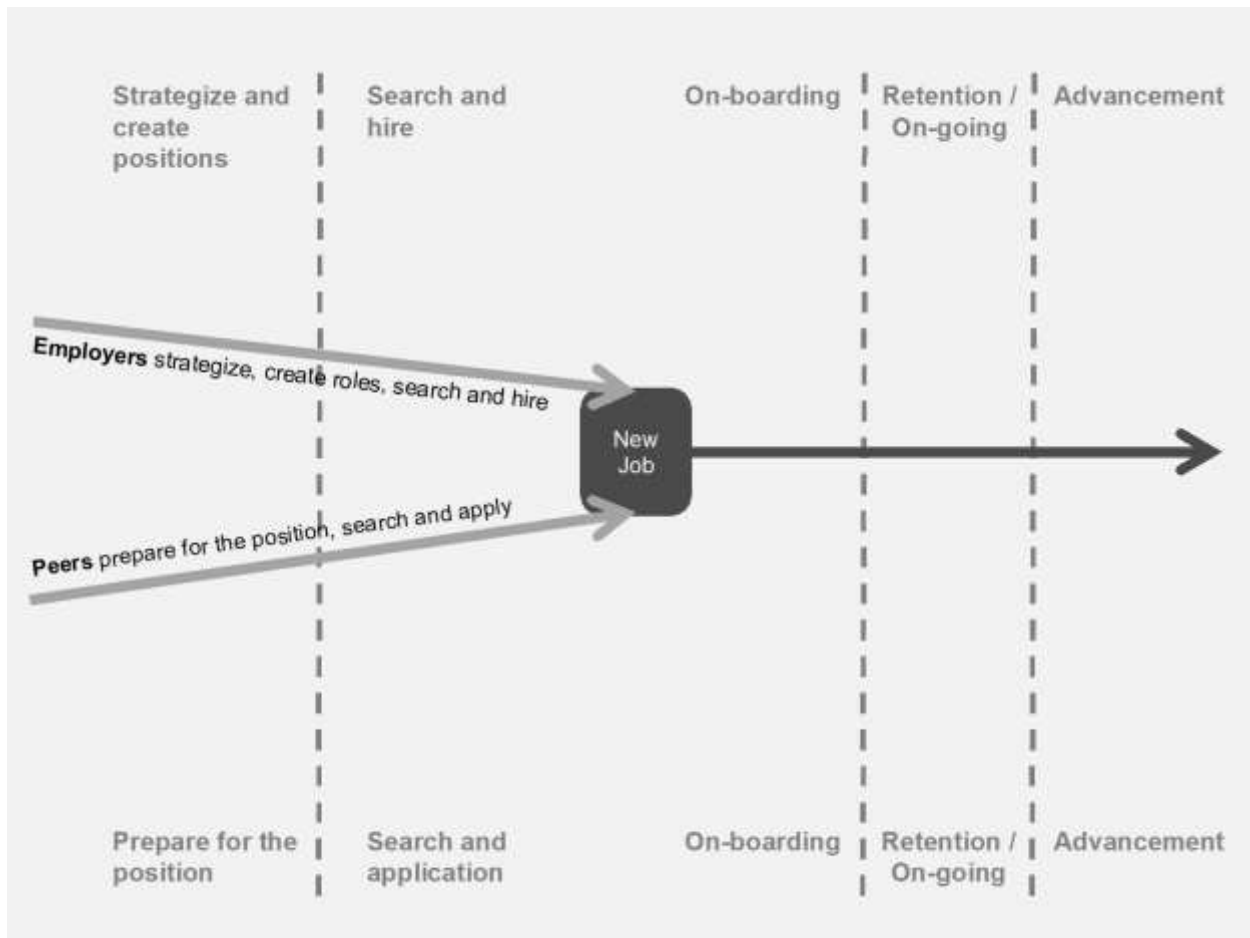 Strategize and
create
positions
Search and
hire
On-boarding
Retention /
On-going
Advancement
Employers strategize, create roles, search and hire
New
Job
Peers prepare for the position, search and apply
Prepare for the
position
Search and
application
On-boarding
Retention /
On-going
Advancement